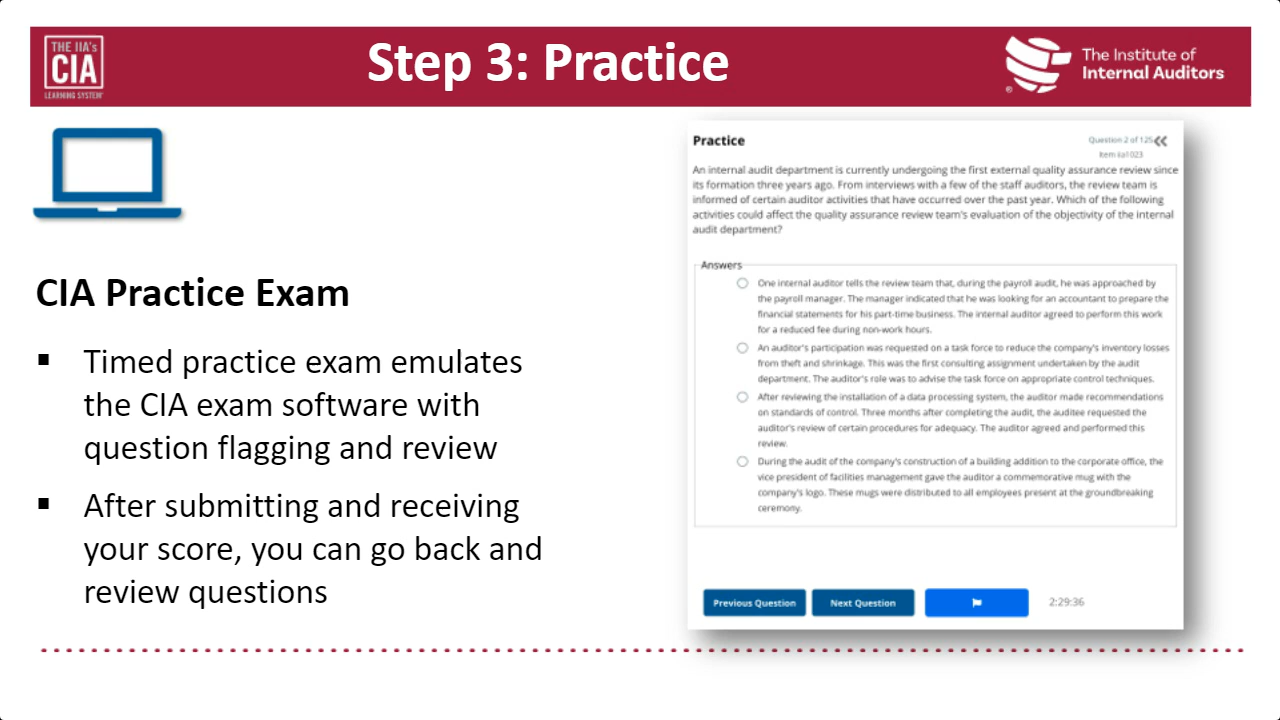 THE IIA's
CIA
LEARNING SYSTEM
Step 3: Practice
The Institute of
Internal Auditors
®
CIA Practice Exam
▪ Timed practice exam emulates
the CIA exam software with
question flagging and review
▪ After submitting and receiving
your score, you can go back and
review questions
Practice
Question 2 of 125
Item iia1023
An internal audit department is currently undergoing the first external quality assurance review since
its formation three years ago. From interviews with a few of the staff auditors, the review team is
informed of certain auditor activities that have occurred over the past year. Which of the following
activities could affect the quality assurance review team's evaluation of the objectivity of the internal
audit department?
Answers
One internal auditor tells the review team that, during the payroll audit, he was approached by
the payroll manager. The manager indicated that he was looking for an accountant to prepare the
financial statements for his part-time business. The internal auditor agreed to perform this work
for a reduced fee during non-work hours.
An auditor's participation was requested on a task force to reduce the company's inventory losses
from theft and shrinkage. This was the first consulting assignment undertaken by the audit
department. The auditor's role was to advise the task force on appropriate control techniques.
After reviewing the installation of a data processing system, the auditor made recommendations
on standards of control. Three months after completing the audit, the auditee requested the
auditor's review of certain procedures for adequacy. The auditor agreed and performed this
review.
During the audit of the company's construction of a building addition to the corporate office, the
vice president of facilities management gave the auditor a commemorative mug with the
company's logo. These mugs were distributed to all employees present at the groundbreaking
ceremony.
Previous Question
Next Question
2:29:36